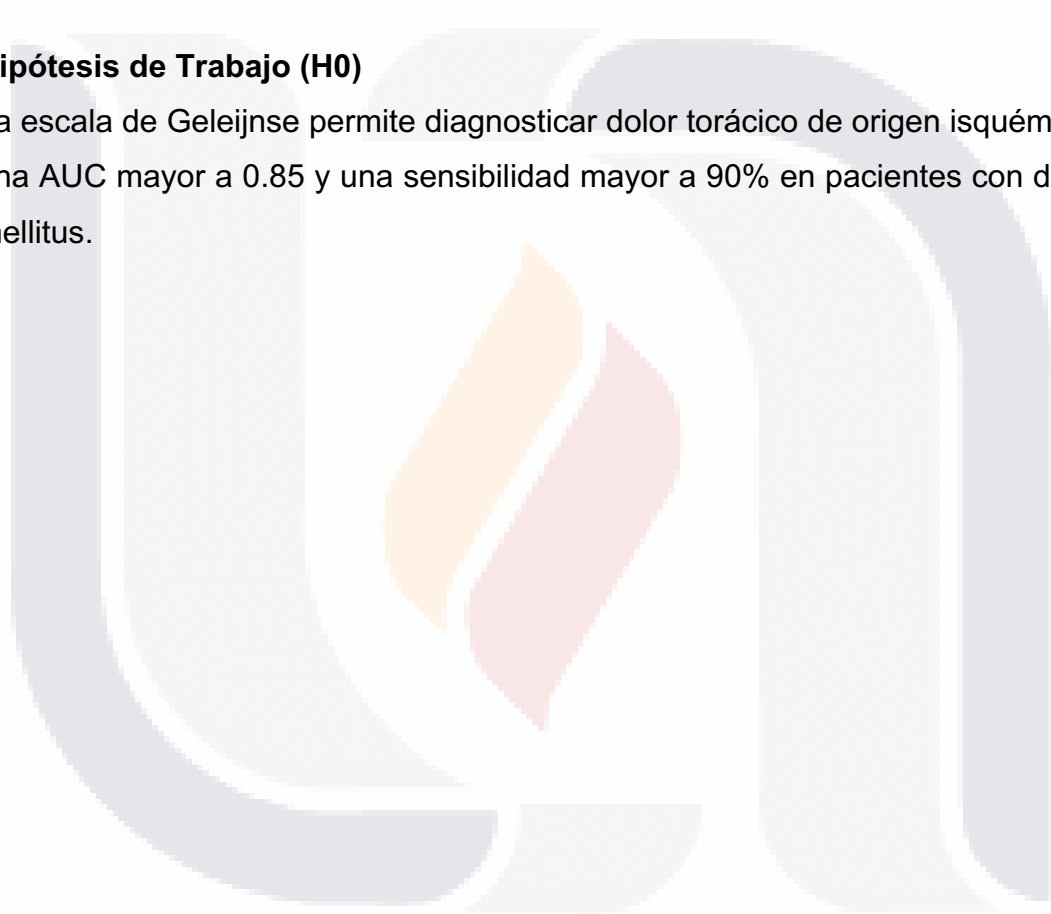 ipótesis de Trabajo (H0)
a escala de Geleijnse permite diagnosticar dolor torácico de origen isquém
na AUC mayor a 0.85 y una sensibilidad mayor a 90% en pacientes con d
ellitus.